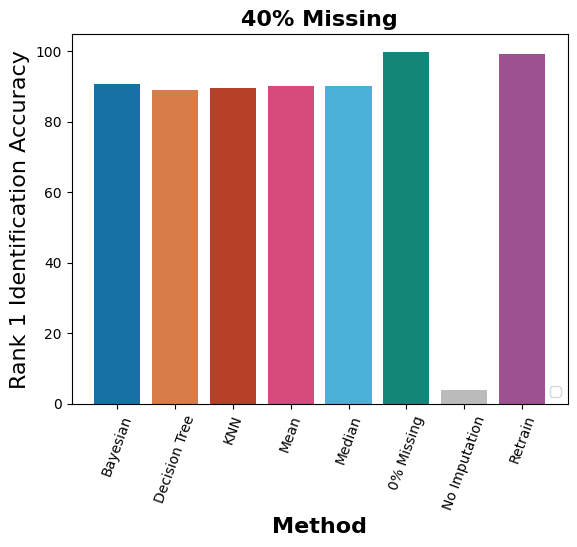 40% Missing
Rank 1 Identification Accuracy
100
80
60
40
20
0
Bayesian
Decision Tree
KNN
Mean
Median
0% Missing
No Imputation
Retrain
Method